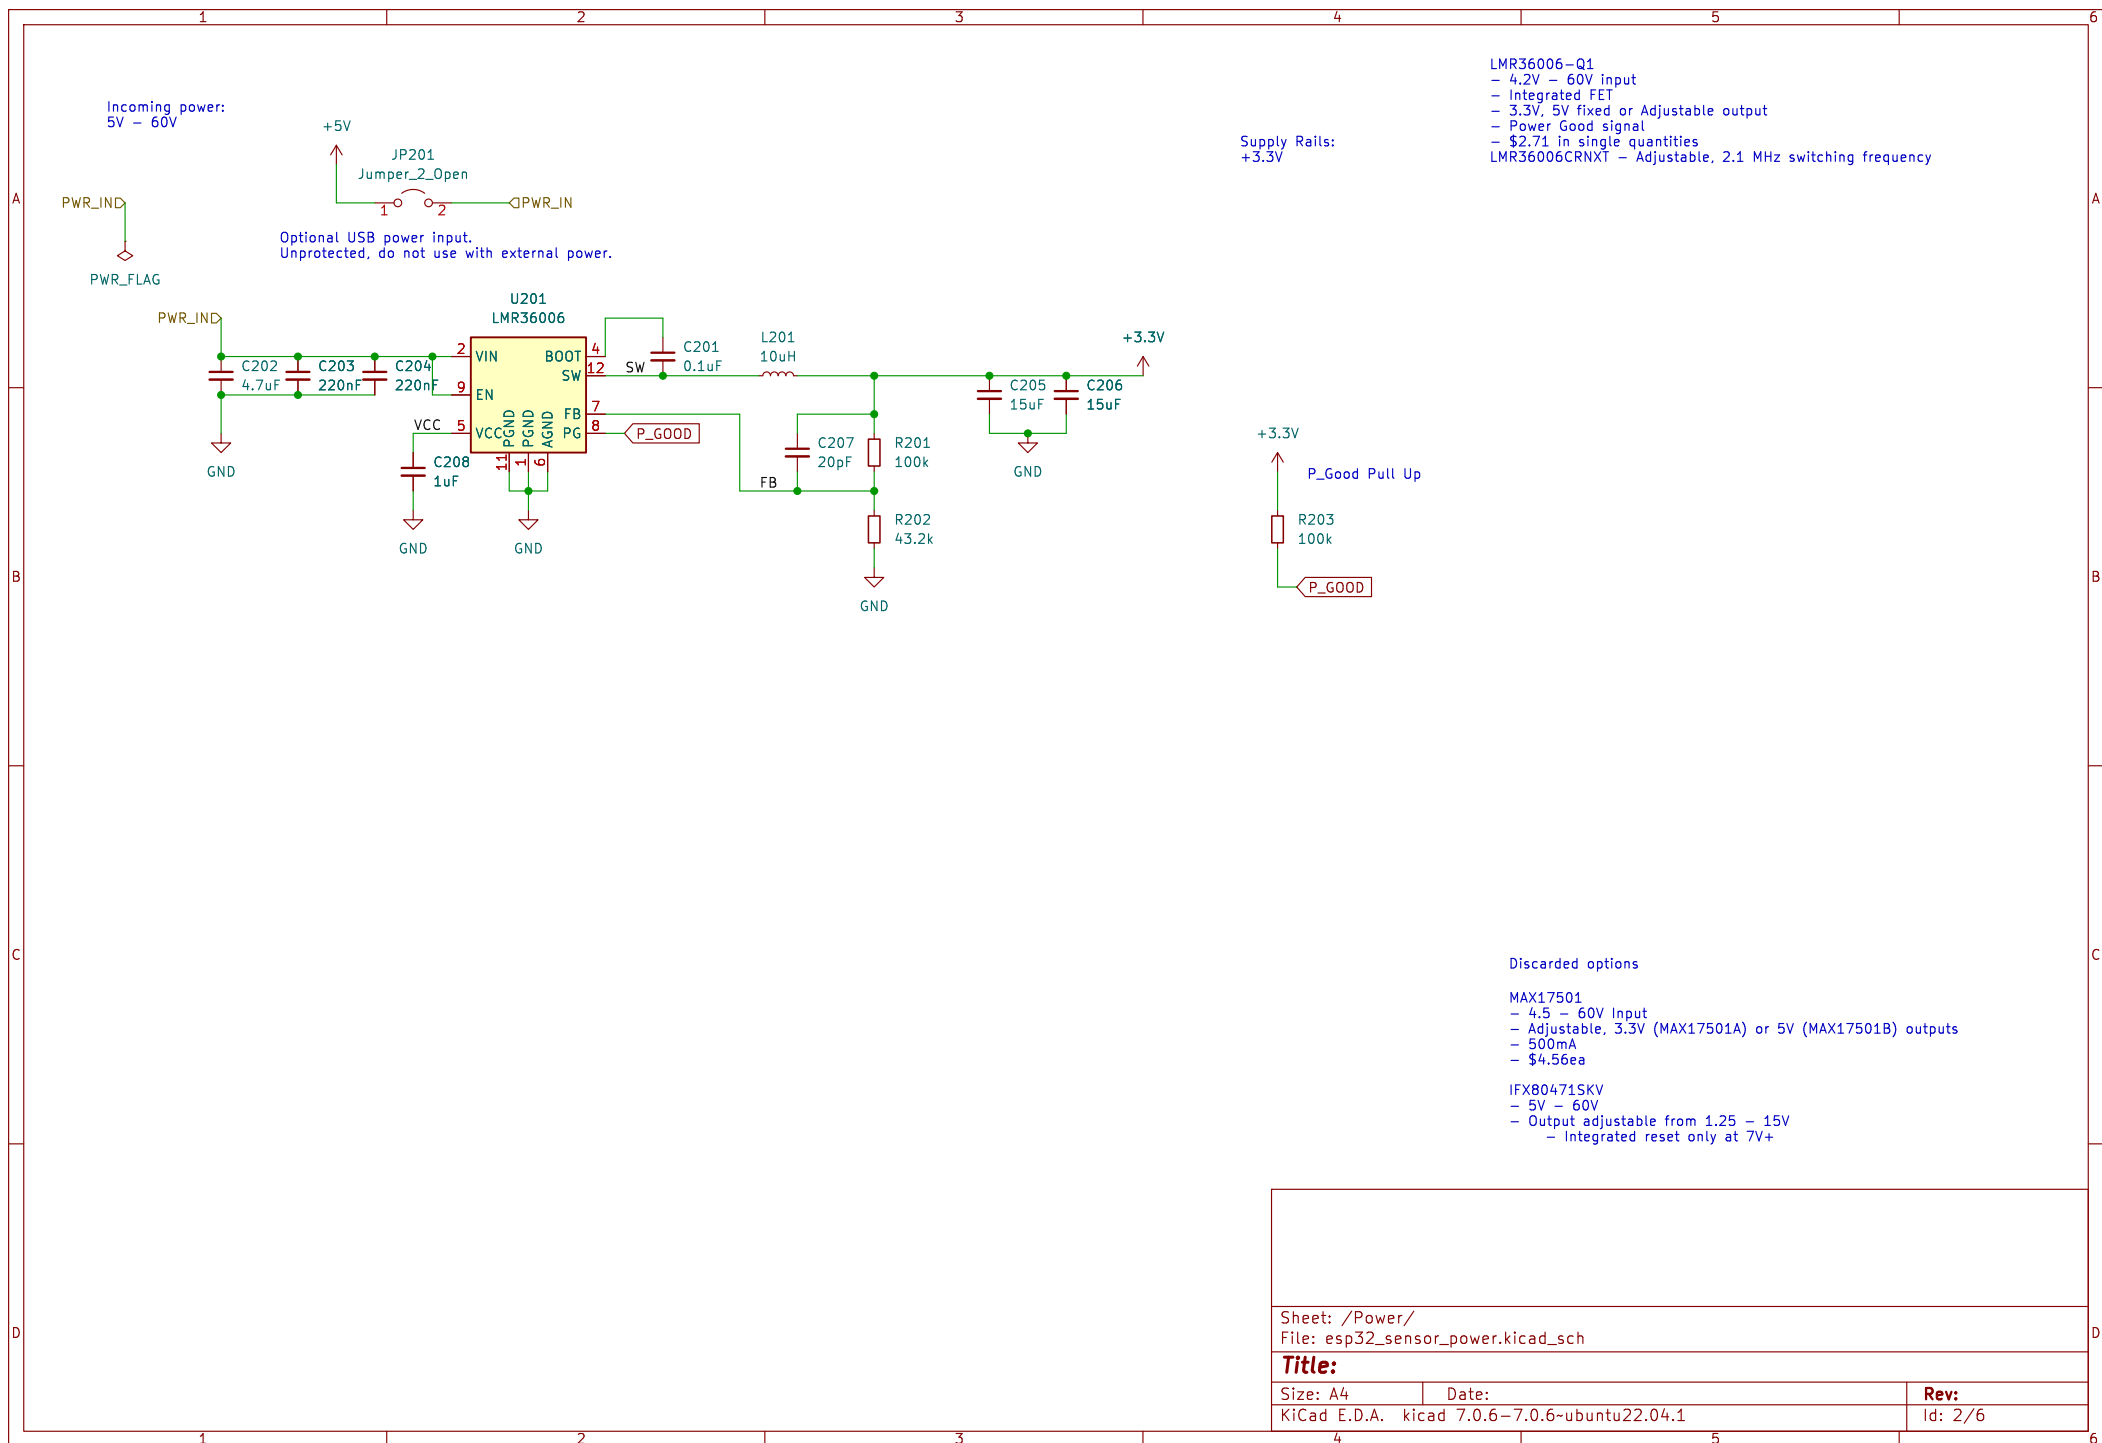 1 2 3 4 5 6
LMR36006-Q1
- 4.2V - 60V input
- Integrated FET
- 3.3V, 5V fixed or Adjustable output
- Power Good signal
- $2.71 in single quantities
LMR36006CRNXT - Adjustable, 2.1 MHz switching frequency
Incoming power:
5V - 60V
Supply Rails:
+3.3V
+5V
JP201
Jumper_2_Open
1 2
PWR_IN
PWR_IN
A A
Optional USB power input.
Unprotected, do not use with external power.
PWR_FLAG
PWR_IN
U201
LMR36006
2 VIN
9 EN
5 VCC
BOOT 4
SW 12
FB 7
PG 8
PGND 11
PGND 1
AGND 6
C202
4.7uF
C203
220nF
C204
220nF
GND
VCC
C208
1uF
GND
GND
SW
C201
0.1uF
L201
10uH
+3.3V
P_GOOD
FB
C207
20pF
R201
100k
R202
43.2k
GND
C205
15uF
C206
15uF
GND
+3.3V
P_Good Pull Up
R203
100k
P_GOOD
B B
C C
Discarded options
MAX17501
- 4.5 - 60V Input
- Adjustable, 3.3V (MAX17501A) or 5V (MAX17501B) outputs
- 500mA
- $4.56ea
IFX80471SKV
- 5V - 60V
- Output adjustable from 1.25 - 15V
- Integrated reset only at 7V+
D D
Sheet: /Power/
File: esp32_sensor_power.kicad_sch
Title:
Size: A4 Date: Rev:
KiCad E.D.A. kicad 7.0.6-7.0.6~ubuntu22.04.1 Id: 2/6
1 2 3 4 5 6